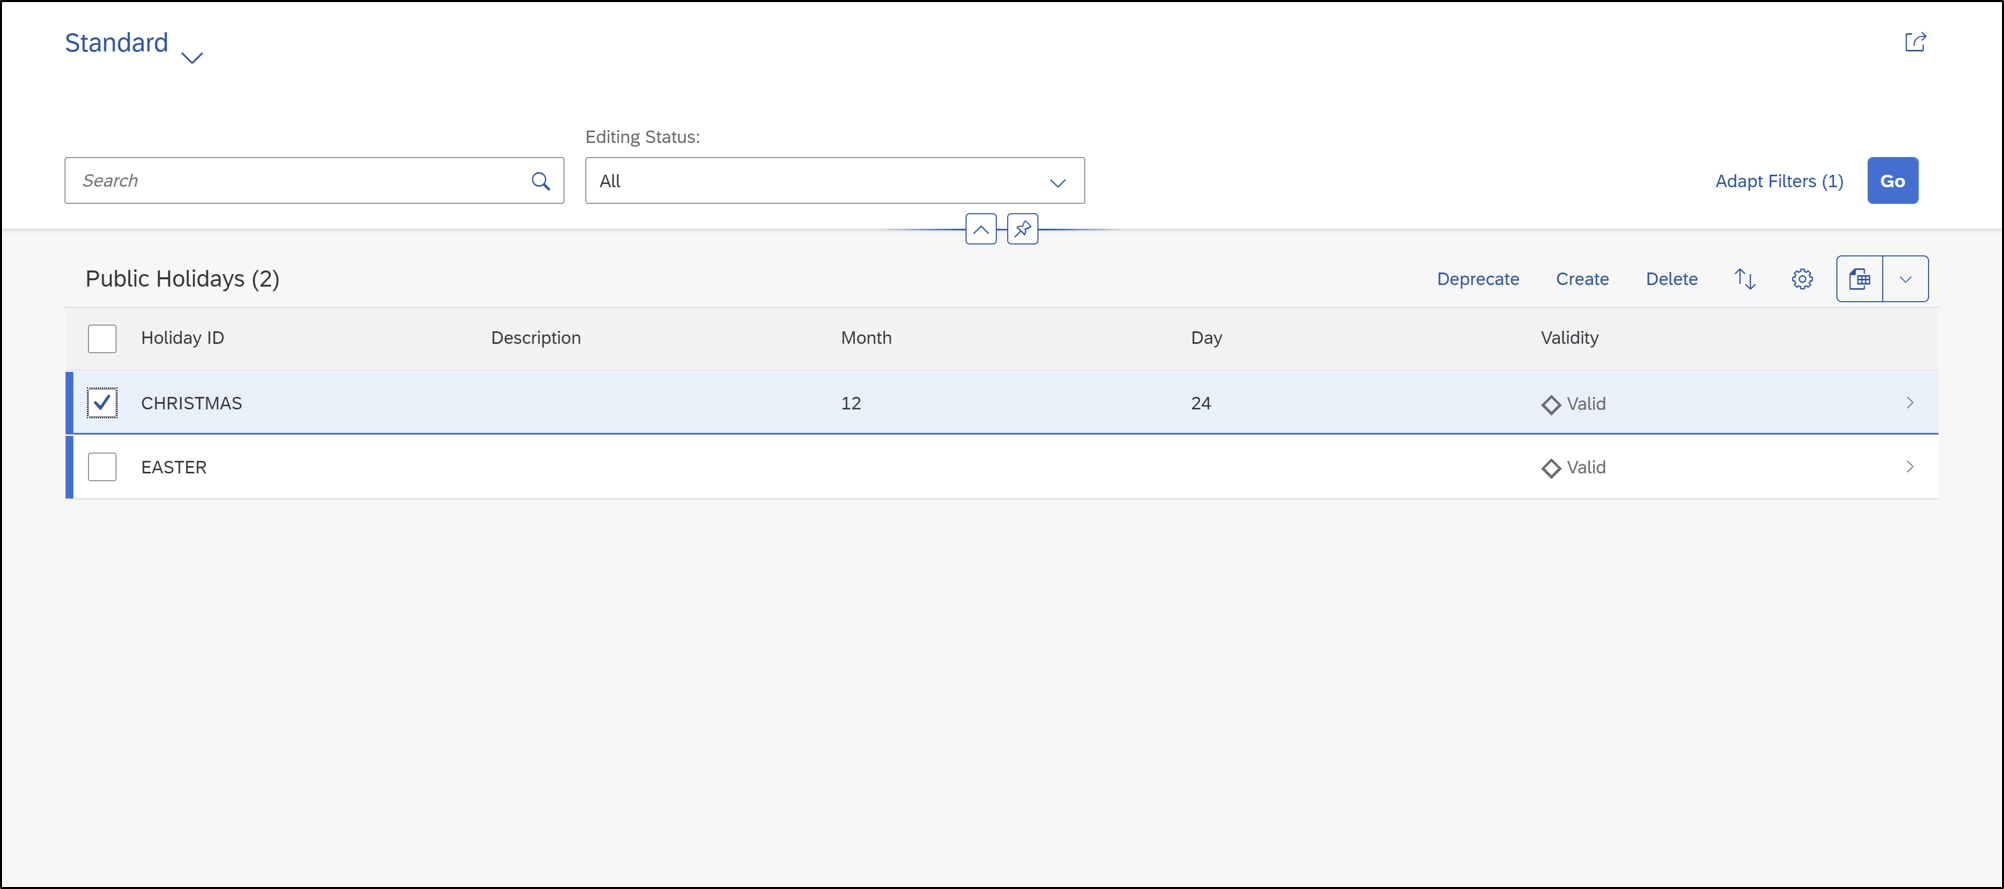 Standard
Editing Status:
Search
All
Adapt Filters (1)
Go
Public Holidays (2)
Deprecate Create Delete
Holiday ID Description Month Day Validity
CHRISTMAS 12 24 Valid
EASTER Valid